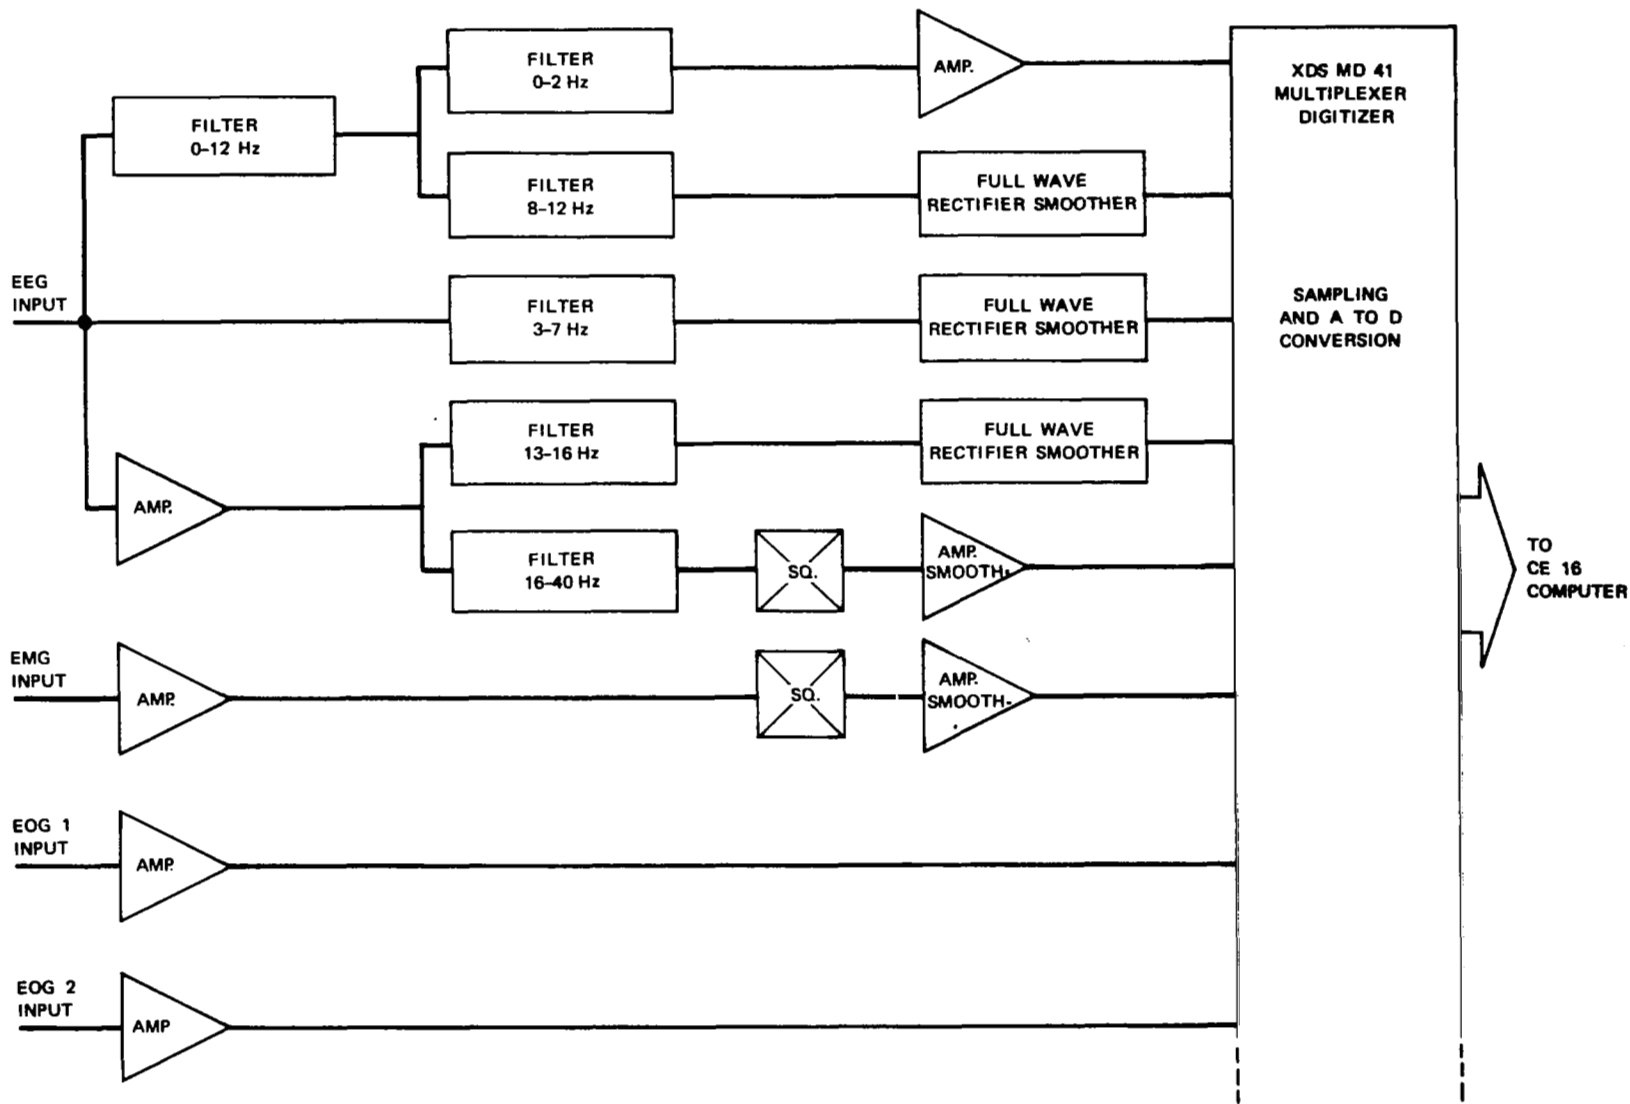 FILTER
0–2 Hz
AMP.
XDS MD 41
MULTIPLEXER
DIGITIZER
FILTER
0–12 Hz
FILTER
8–12 Hz
FULL WAVE
RECTIFIER SMOOTHER
EEG
INPUT
FILTER
3–7 Hz
FULL WAVE
RECTIFIER SMOOTHER
SAMPLING
AND A TO D
CONVERSION
FILTER
13–16 Hz
FULL WAVE
RECTIFIER SMOOTHER
AMP.
FILTER
16–40 Hz
SQ.
AMP.
SMOOTH.
TO
CE 16
COMPUTER
EMG
INPUT
AMP.
SQ.
AMP.
SMOOTH.
EOG 1
INPUT
AMP.
EOG 2
INPUT
AMP